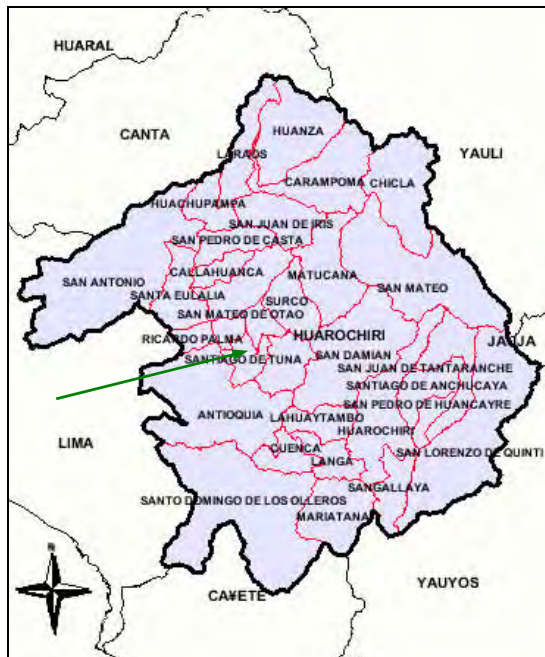 HUARAL
CANTA
HUANZA
LARAOS
YAULI
CARAMPOMA
CHICLA
HUACHUPAMPA
SAN JUAN DE IRIS
SAN PEDRO DE CASTA
CALLAHUANCA
MATUCANA
SAN ANTONIO
SAN MATEO
SANTA EULALIA
SURCO
SAN MATEO DE OTAO
RICARDO PALMA
HUAROCHIRI
JAUJA
SANTIAGO DE TUNA
SAN DAMIAN
SAN JUAN DE TANTARANCHE
SANTIAGO DE ANCHUCAYA
SAN PEDRO DE HUANCAYRE
ANTIOQUIA
LAHUAYTAMBO
HUAROCHIRI
LIMA
CUENCA
SAN LORENZO DE QUINTI
LANGA
SANGALLAYA
SANTO DOMINGO DE LOS OLLEROS
MARIATANA
N
YAUYOS
CA¥ETE